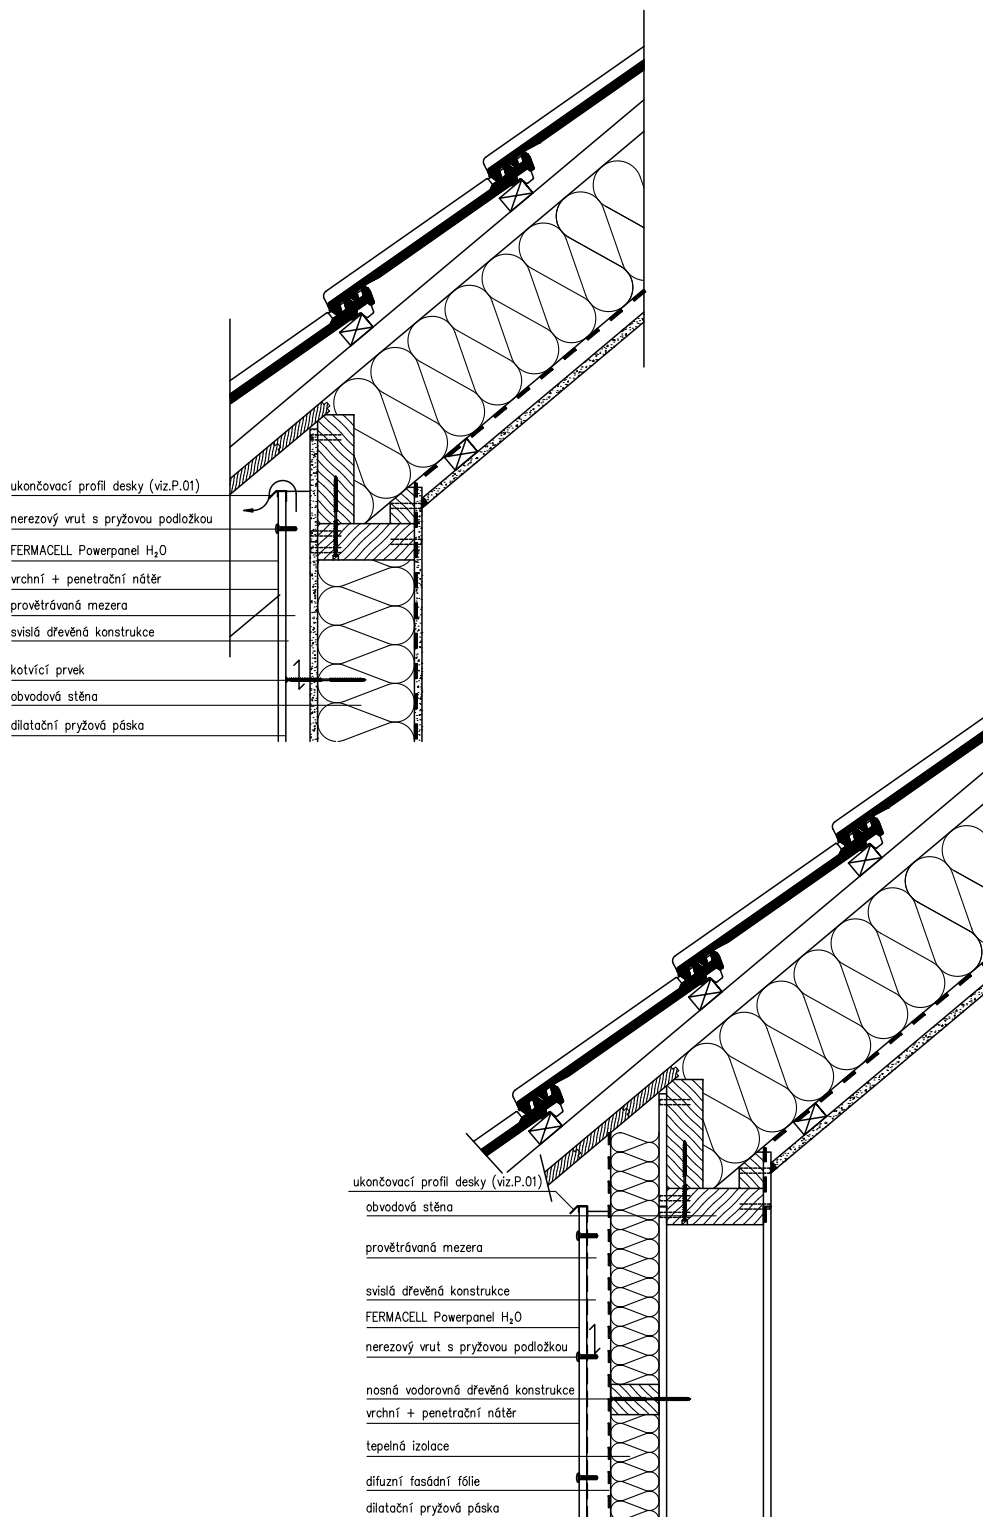 ukončovací profil desky (viz.P.01)
nerezový vrut s pryžovou podložkou
FERMACELL Powerpanel H₂O
vrchní + penetrační nátěr
provětrávaná mezera
svislá dřevěná konstrukce
kotvící prvek
obvodová stěna
dilatační pryžová páska
ukončovací profil desky (viz.P.01)
obvodová stěna
provětrávaná mezera
svislá dřevěná konstrukce
FERMACELL Powerpanel H₂O
nerezový vrut s pryžovou podložkou
nosná vodorovná dřevěná konstrukce
vrchní + penetrační nátěr
tepelná izolace
difuzní fasádní fólie
dilatační pryžová páska